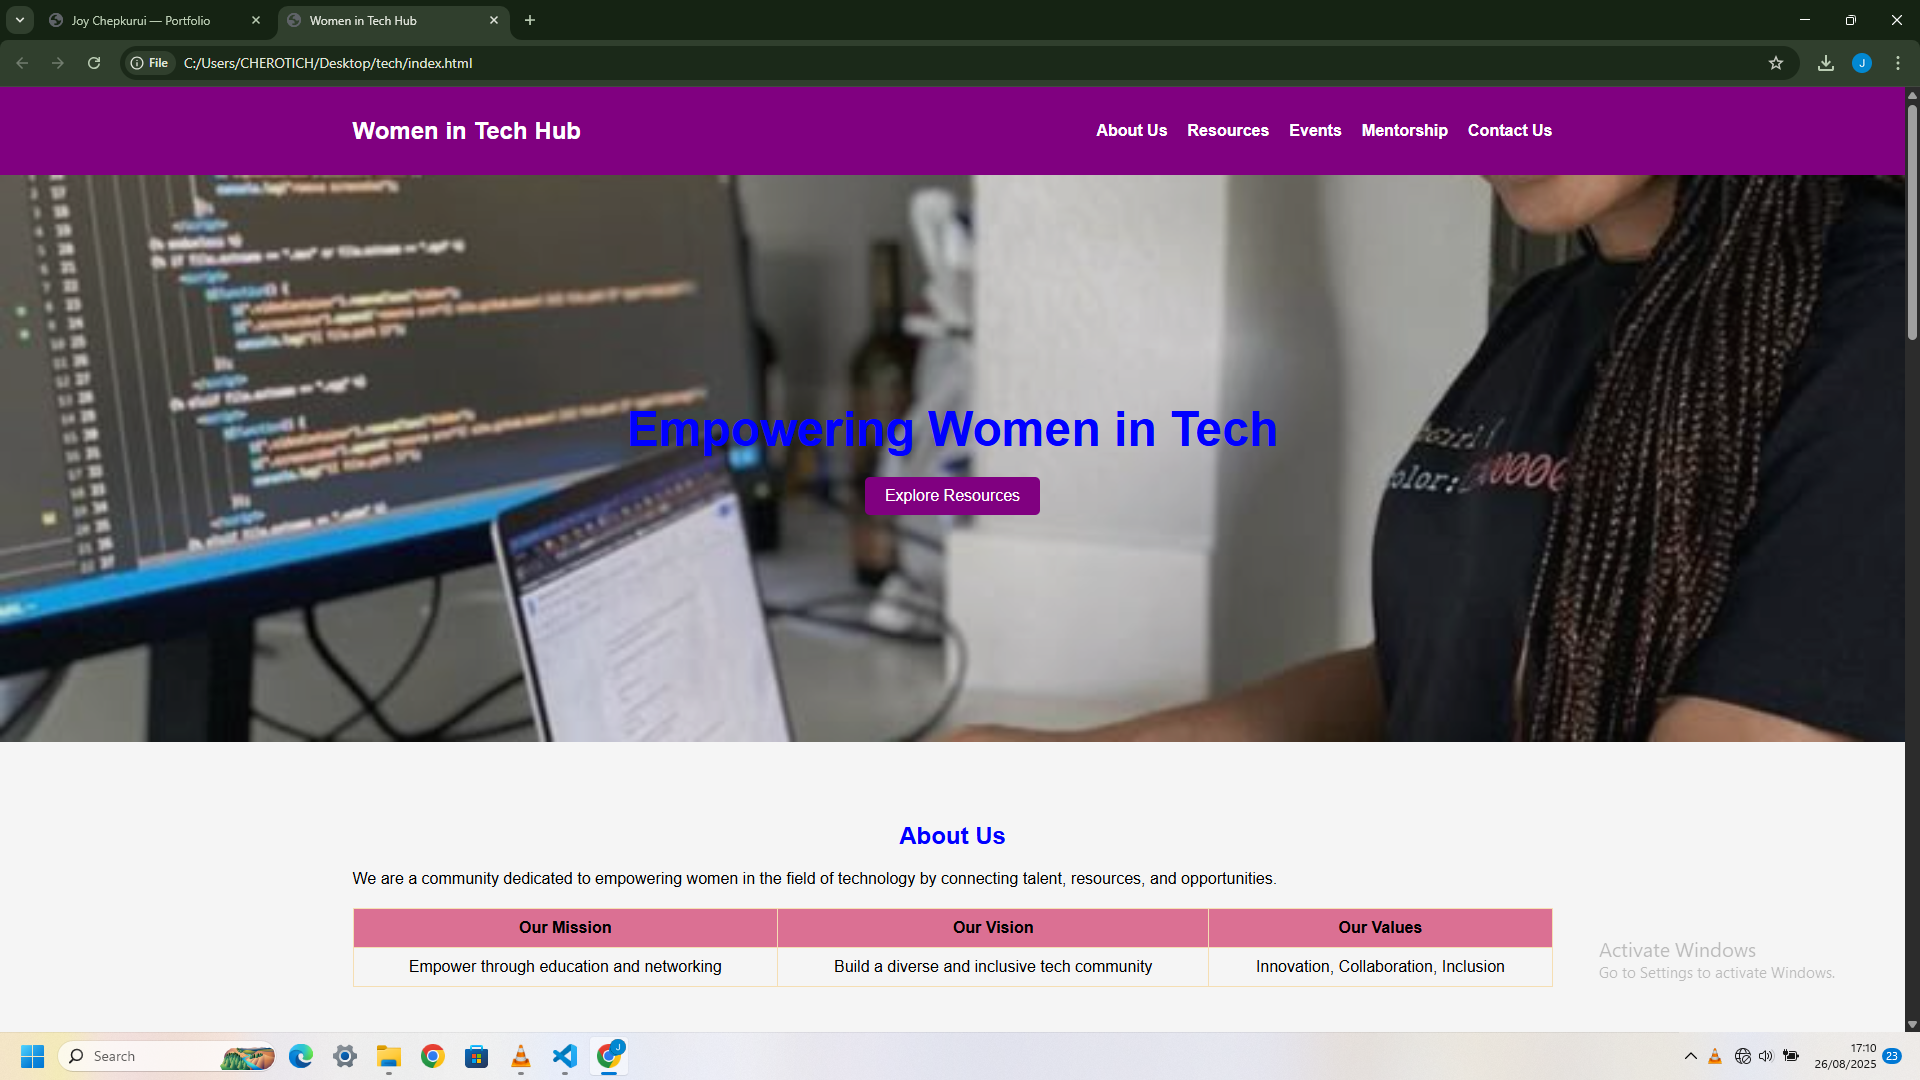 Joy Chepkurui — Portfolio
Women in Tech Hub
File
C:/Users/CHEROTICH/Desktop/tech/index.html
J
Women in Tech Hub
About Us
Resources
Events
Mentorship
Contact Us
Empowering Women in Tech
Explore Resources
About Us
We are a community dedicated to empowering women in the field of technology by connecting talent, resources, and opportunities.
Our Mission
Our Vision
Our Values
Empower through education and networking
Build a diverse and inclusive tech community
Innovation, Collaboration, Inclusion
Activate Windows
Go to Settings to activate Windows.
Search
J
17:10
26/08/2025
23